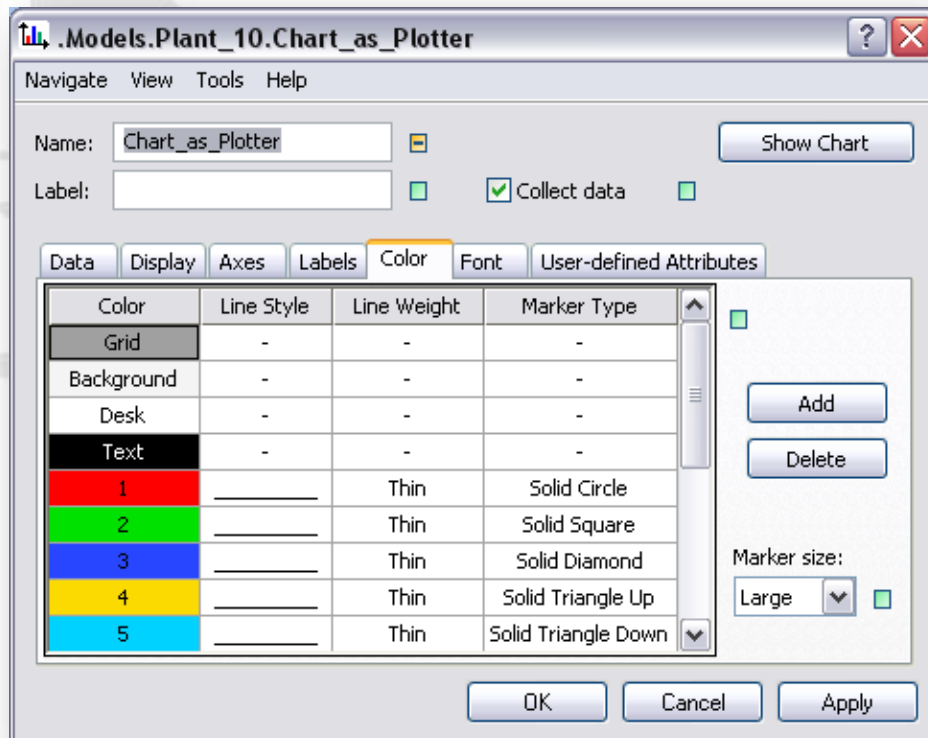 .Models.Plant_10.Chart_as_Plotter ?
Navigate View Tools Help
Name: Chart_as_Plotter Show Chart
Label: Collect data
Data Display Axes Labels Color Font User-defined Attributes
Color Line Style Line Weight Marker Type
Grid - - -
Background - - -
Desk - - -
Text - - -
Add
Delete
1 Thin Solid Circle
2 Thin Solid Square
3 Thin Solid Diamond
4 Thin Solid Triangle Up
5 Thin Solid Triangle Down
Marker size:
Large
OK Cancel Apply